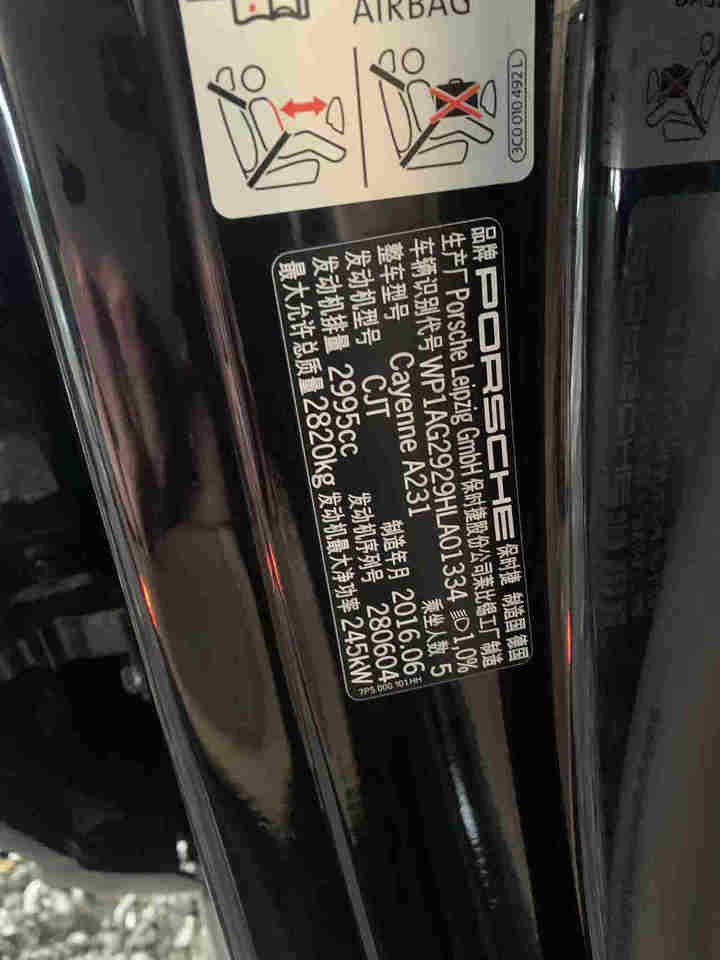 AIRBAG
3C0 010 492 L
品牌 PORSCHE 保时捷 制造国 德国
生产厂 Porsche Leipzig GmbH 保时捷股份公司莱比锡工厂 制造
车辆识别代号 WP1AG2929HLA01334 1,0%
整车型号 Cayenne A231 乘坐人数 5
发动机型号 CJT 制造年月 2016.06
发动机排量 2995cc 发动机序列号 280604
最大允许总质量 2820kg 发动机最大净功率 245kW
7P5 000 101 HH